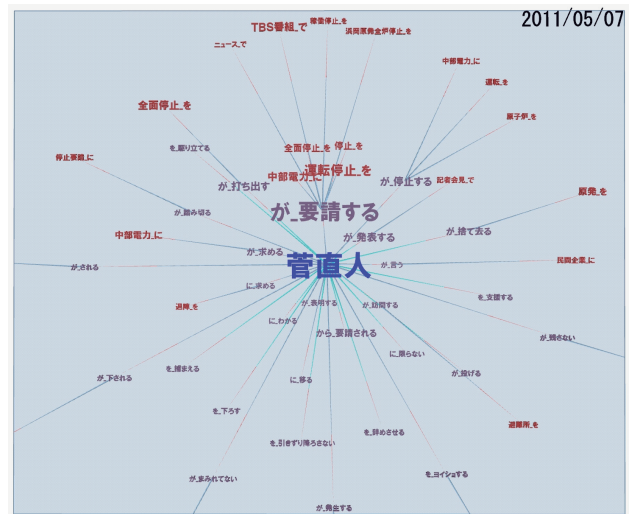 2011/05/07
稼働停止_を
TBS番組_で
浜岡原発全炉停止_を
ニュース_で
中部電力_に
運転_を
全面停止_を
原子炉_を
を_煽り立てる
全面停止_を
停止_を
停止要請_に
運転停止_を
中部電力_に
が_停止する
記者会見_で
が_打ち出す
原発_を
が_踏み切る
が_要請する
が_捨て去る
中部電力_に
が_発表する
が_求める
菅直人
が_言う
民間企業_に
が_される
に_求める
を_支援する
退陣_を
が_表明する
が_訪問する
に_わかる
から_要請される
が_残さない
に_限らない
を_捕まえる
が_下される
に_移る
が_投げる
を_下ろす
避難所_を
を_引きずり降ろさない
を_辞めさせる
が_まみれてない
を_ヨイショする
が_発生する